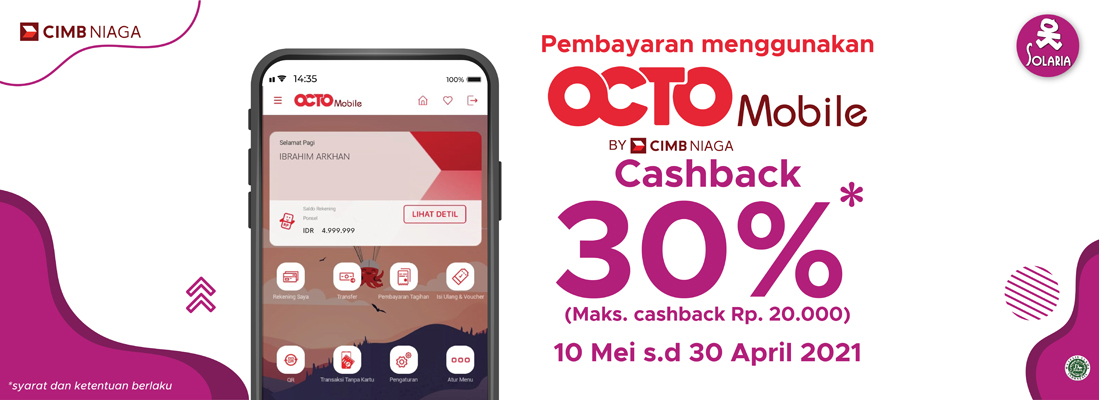 CIMB NIAGA
14:35
100%
OCTO Mobile
Selamat Pagi
IBRAHIM ARKHAN
Saldo Rekening
Ponsel
IDR 4.999.999
LIHAT DETIL
Rekening Saya
Transfer
Pembayaran Tagihan
Isi Ulang & Voucher
QR
Transaksi Tanpa Kartu
Pengaturan
Atur Menu
*syarat dan ketentuan berlaku
Pembayaran menggunakan
OCTO Mobile
BY CIMB NIAGA
Cashback
30%*
(Maks. cashback Rp. 20.000)
10 Mei s.d 30 April 2021
SOLARIA